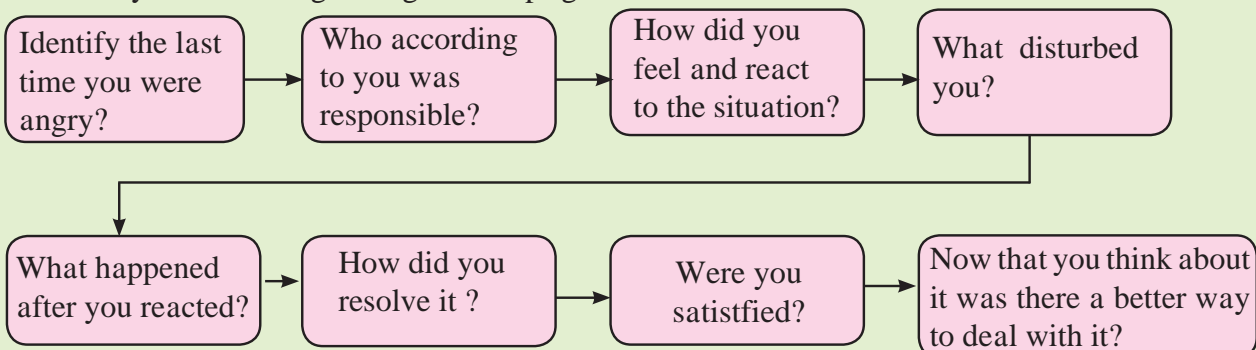 Identify the last
time you were
angry?
Who according
to you was
responsible?
How did you
feel and react
to the situation?
What disturbed
you?
What happened
after you reacted?
How did you
resolve it ?
Were you
satistfied?
Now that you think about
it was there a better way
to deal with it?